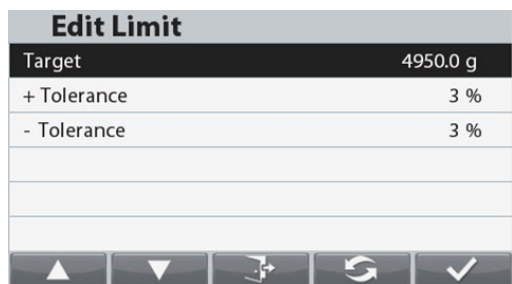 Edit Limit
Target 4950.0 g
+ Tolerance 3 %
- Tolerance 3 %